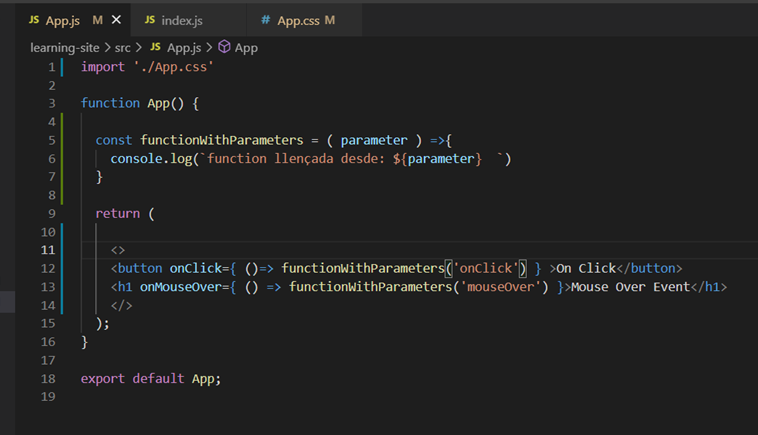 JS App.js M ✕ JS index.js # App.css M
learning-site > src > JS App.js > App
1 import './App.css'
2
3 function App() {
4
5 const functionWithParameters = ( parameter ) =>{
6 console.log(`function llençada desde: ${parameter}  `)
7 }
8
9 return (
10
11 <>
12 <button onClick={ ()=> functionWithParameters('onClick') } >On Click</button>
13 <h1 onMouseOver={ () => functionWithParameters('mouseOver') }>Mouse Over Event</h1>
14 </>
15 );
16 }
17
18 export default App;
19